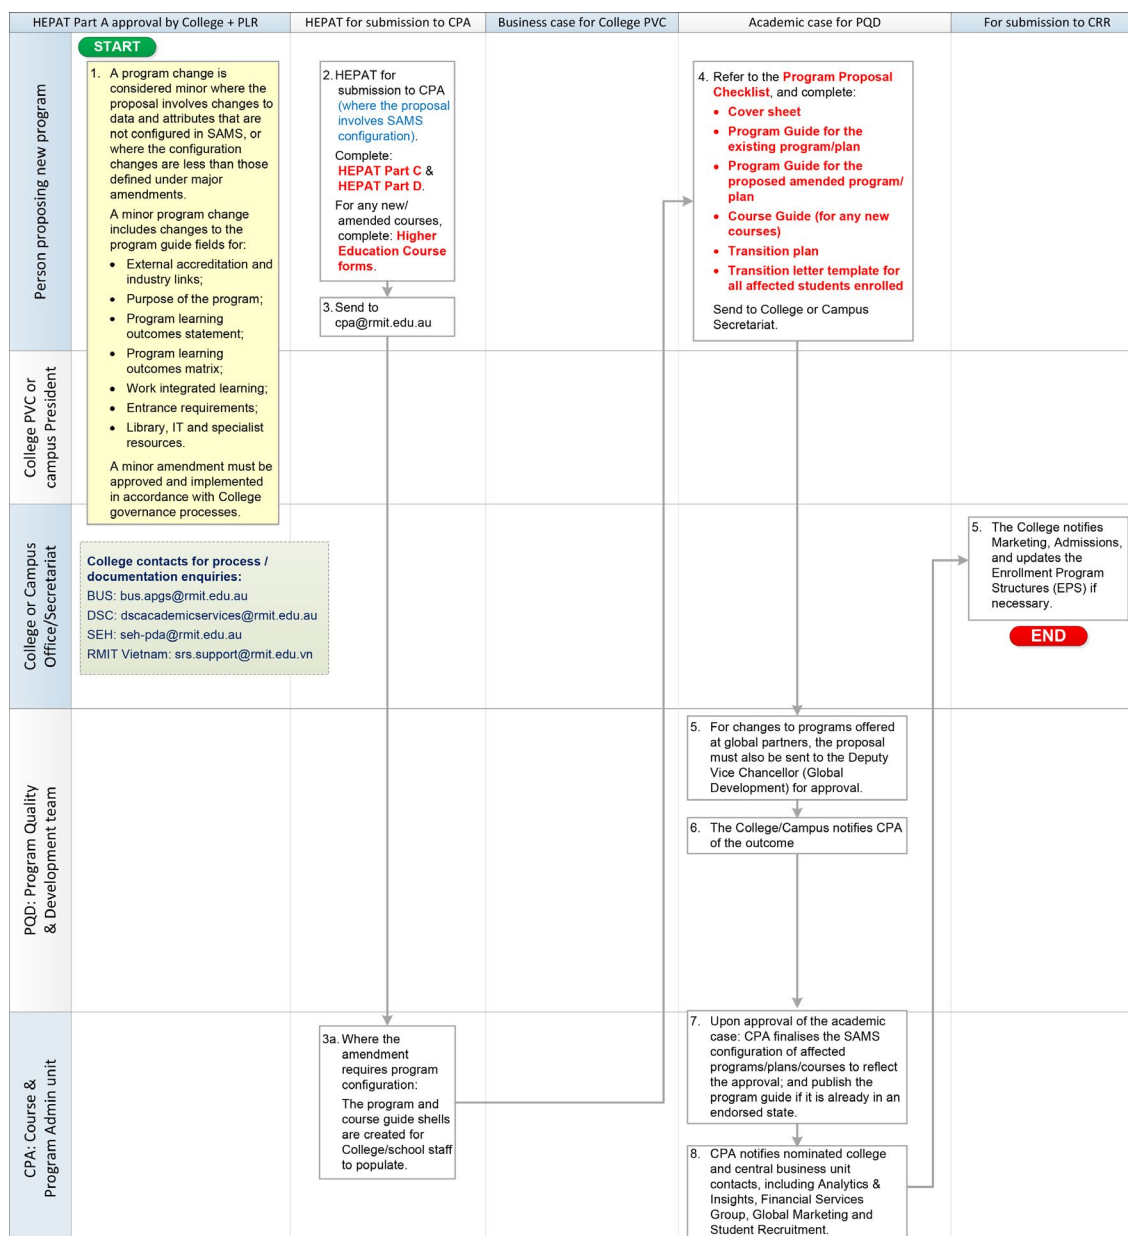 HEPAT Part A approval by College + PLR
HEPAT for submission to CPA
Business case for College PVC
Academic case for PQD
For submission to CRR
Person proposing new program
START
1. A program change is
considered minor where the
proposal involves changes to
data and attributes that are
not configured in SAMS, or
where the configuration
changes are less than those
defined under major
amendments.
A minor program change
includes changes to the
program guide fields for:
• External accreditation and
industry links;
• Purpose of the program;
• Program learning
outcomes statement;
• Program learning
outcomes matrix;
• Work integrated learning;
• Entrance requirements;
• Library, IT and specialist
resources.
A minor amendment must be
approved and implemented
in accordance with College
governance processes.
2. HEPAT for
submission to CPA
(where the proposal
involves SAMS
configuration).
Complete:
HEPAT Part C &
HEPAT Part D.
For any new/
amended courses,
complete: Higher
Education Course
forms.
3. Send to
cpa@rmit.edu.au
4. Refer to the Program Proposal
Checklist, and complete:
• Cover sheet
• Program Guide for the
existing program/plan
• Program Guide for the
proposed amended program/
plan
• Course Guide (for any new
courses)
• Transition plan
• Transition letter template for
all affected students enrolled
Send to College or Campus
Secretariat.
College PVC or
campus President
College or Campus
Office/Secretariat
College contacts for process /
documentation enquiries:
BUS: bus.apgs@rmit.edu.au
DSC: dscacademicservices@rmit.edu.au
SEH: seh-pda@rmit.edu.au
RMIT Vietnam: srs.support@rmit.edu.vn
5. The College notifies
Marketing, Admissions,
and updates the
Enrollment Program
Structures (EPS) if
necessary.
END
PQD: Program Quality
& Development team
5. For changes to programs offered
at global partners, the proposal
must also be sent to the Deputy
Vice Chancellor (Global
Development) for approval.
6. The College/Campus notifies CPA
of the outcome
CPA: Course &
Program Admin unit
3a. Where the
amendment
requires program
configuration:
The program and
course guide shells
are created for
College/school staff
to populate.
7. Upon approval of the academic
case: CPA finalises the SAMS
configuration of affected
programs/plans/courses to reflect
the approval; and publish the
program guide if it is already in an
endorsed state.
8. CPA notifies nominated college
and central business unit
contacts, including Analytics &
Insights, Financial Services
Group, Global Marketing and
Student Recruitment.